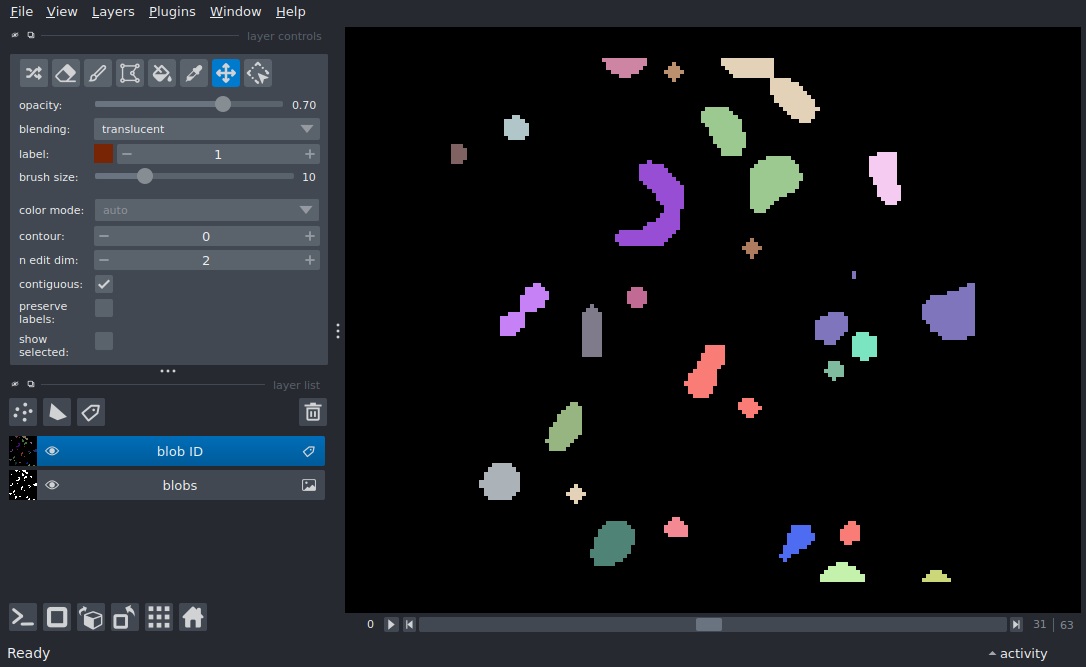 File View Layers Plugins Window Help
layer controls
opacity: 0.70
blending: translucent
label: 1
brush size: 10
color mode: auto
contour: 0
n edit dim: 2
contiguous:
preserve
labels:
show
selected:
layer list
blob ID
blobs
0 31 63
Ready activity